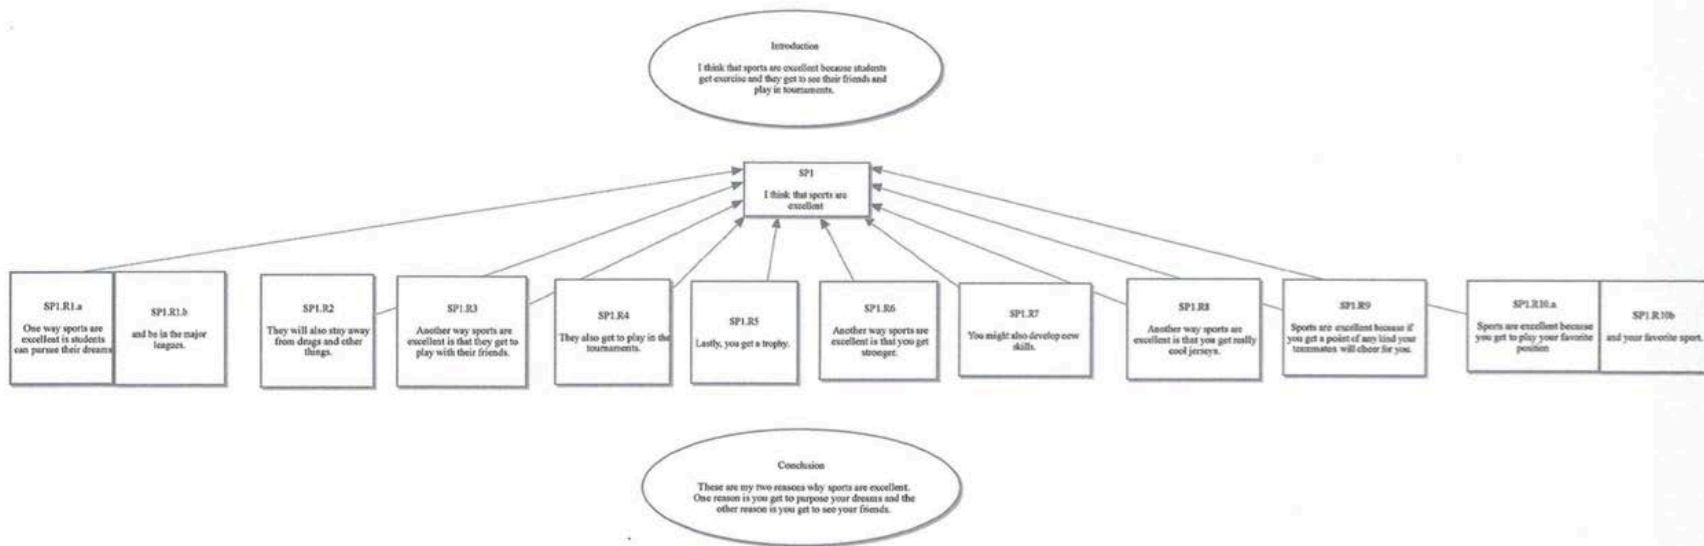 Introduction
I think that sports are excellent because students
get exercise and they get to see their friends and
play in tournaments.
SP1
I think that sports are
excellent
SP1.R1.a
One way sports are
excellent is students
can pursue their dreams
SP1.R1.b
and be in the major
leagues.
SP1.R2
They will also stay away
from drugs and other
things.
SP1.R3
Another way sports are
excellent is that they get to
play with their friends.
SP1.R4
They also get to play in the
tournaments.
SP1.R5
Lastly, you get a trophy.
SP1.R6
Another way sports are
excellent is that you get
stronger.
SP1.R7
You might also develop new
skills.
SP1.R8
Another way sports are
excellent is that you get really
cool jerseys.
SP1.R9
Sports are excellent because if
you get a point of any kind your
teammates will cheer for you.
SP1.R10.a
Sports are excellent because
you get to play your favorite
position
SP1.R10b
and your favorite sport.
Conclusion
These are my two reasons why sports are excellent.
One reason is you get to purpose your dreams and the
other reason is you get to see your friends.